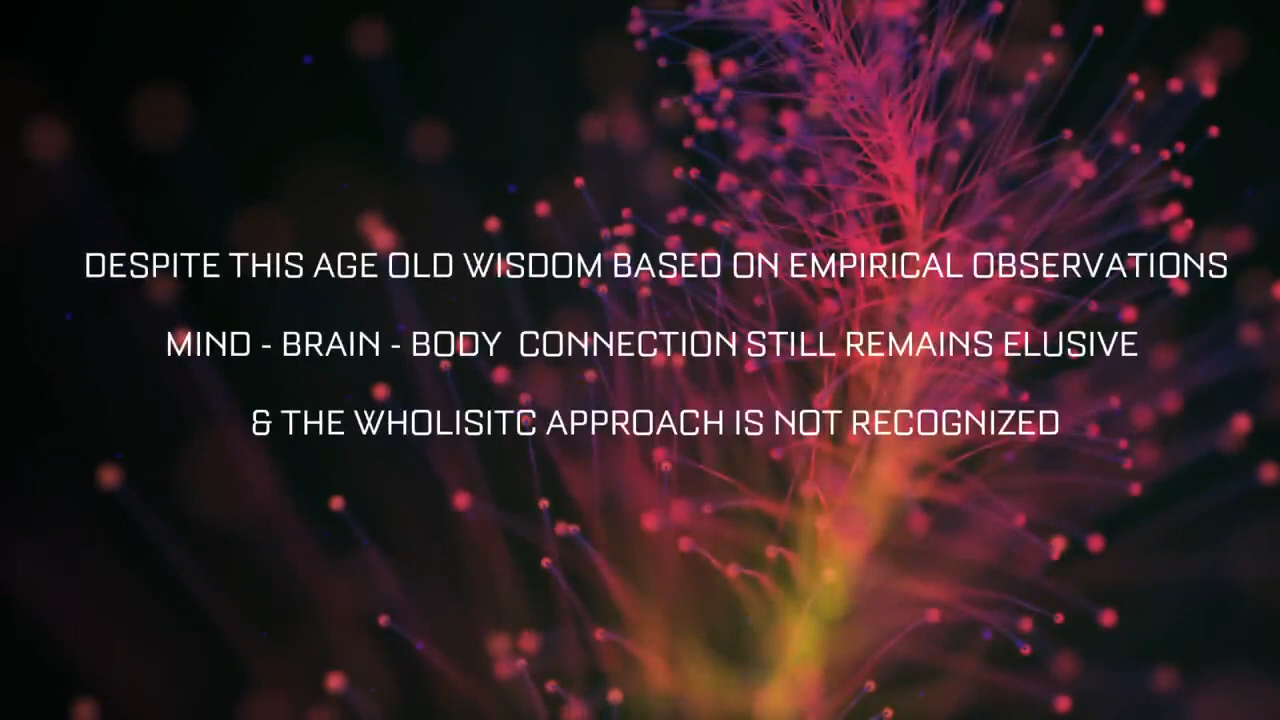 DESPITE THIS AGE OLD WISDOM BASED ON EMPIRICAL OBSERVATIONS
MIND - BRAIN - BODY  CONNECTION STILL REMAINS ELUSIVE
& THE WHOLISITC APPROACH IS NOT RECOGNIZED